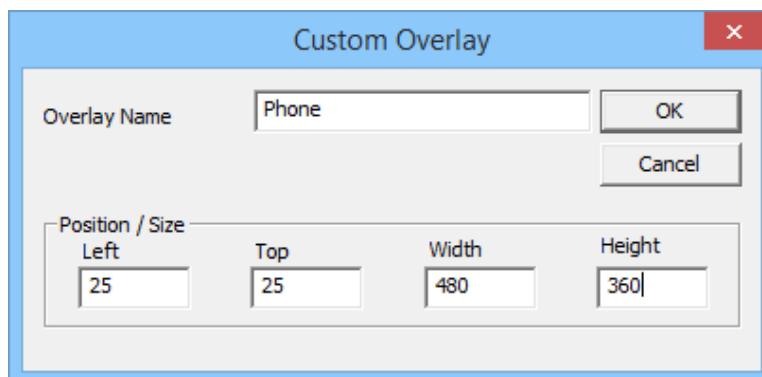 Custom Overlay
Overlay Name Phone OK
Cancel
Position / Size
Left Top Width Height
25 25 480 360